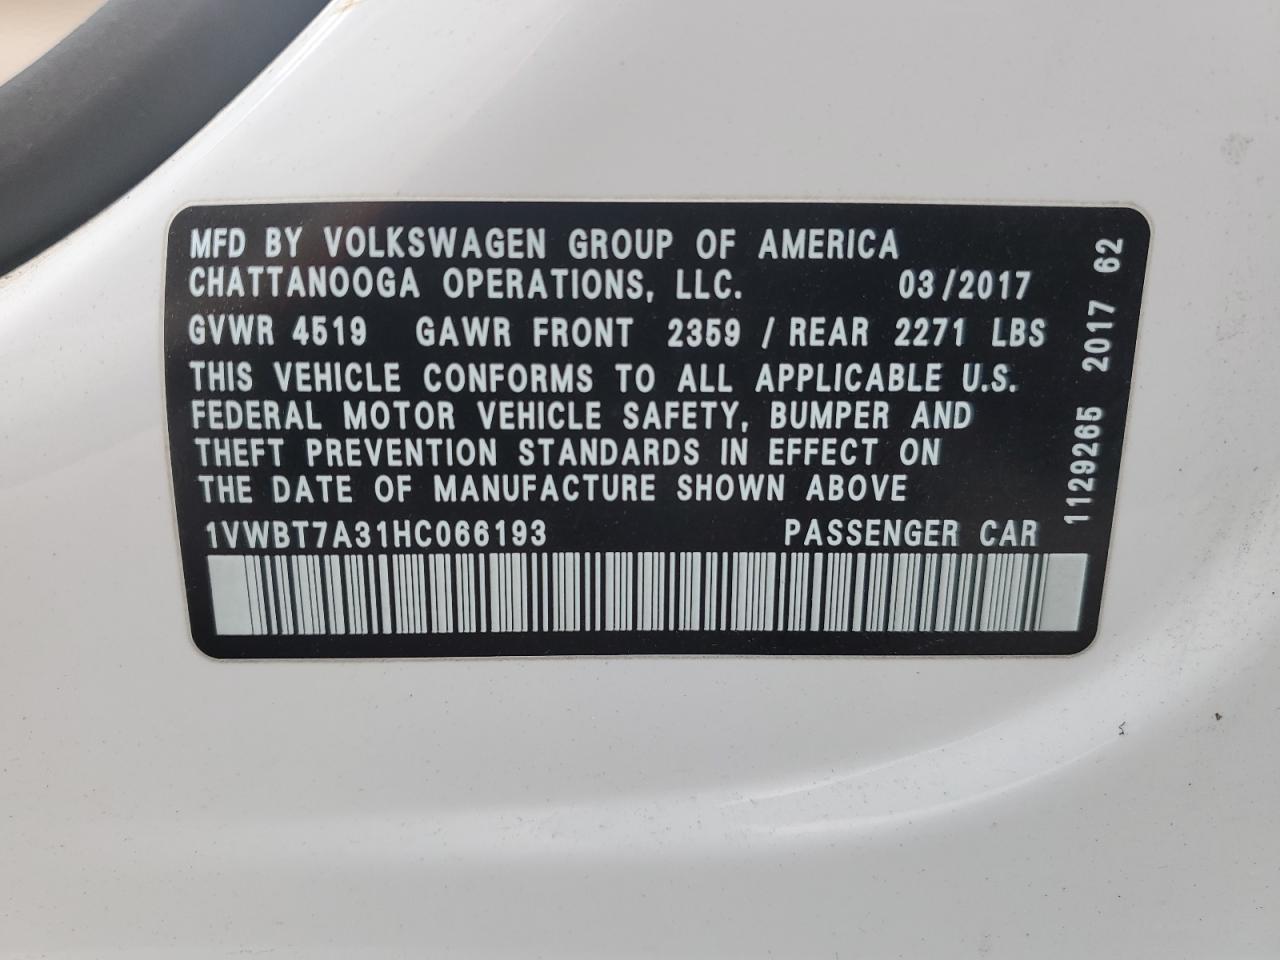 MFD BY VOLKSWAGEN GROUP OF AMERICA
CHATTANOOGA OPERATIONS, LLC. 03/2017
GVWR 4519 GAWR FRONT 2359 / REAR 2271 LBS
THIS VEHICLE CONFORMS TO ALL APPLICABLE U.S.
FEDERAL MOTOR VEHICLE SAFETY, BUMPER AND
THEFT PREVENTION STANDARDS IN EFFECT ON
THE DATE OF MANUFACTURE SHOWN ABOVE
1VWBT7A31HC066193 PASSENGER CAR
1129265 2017 62